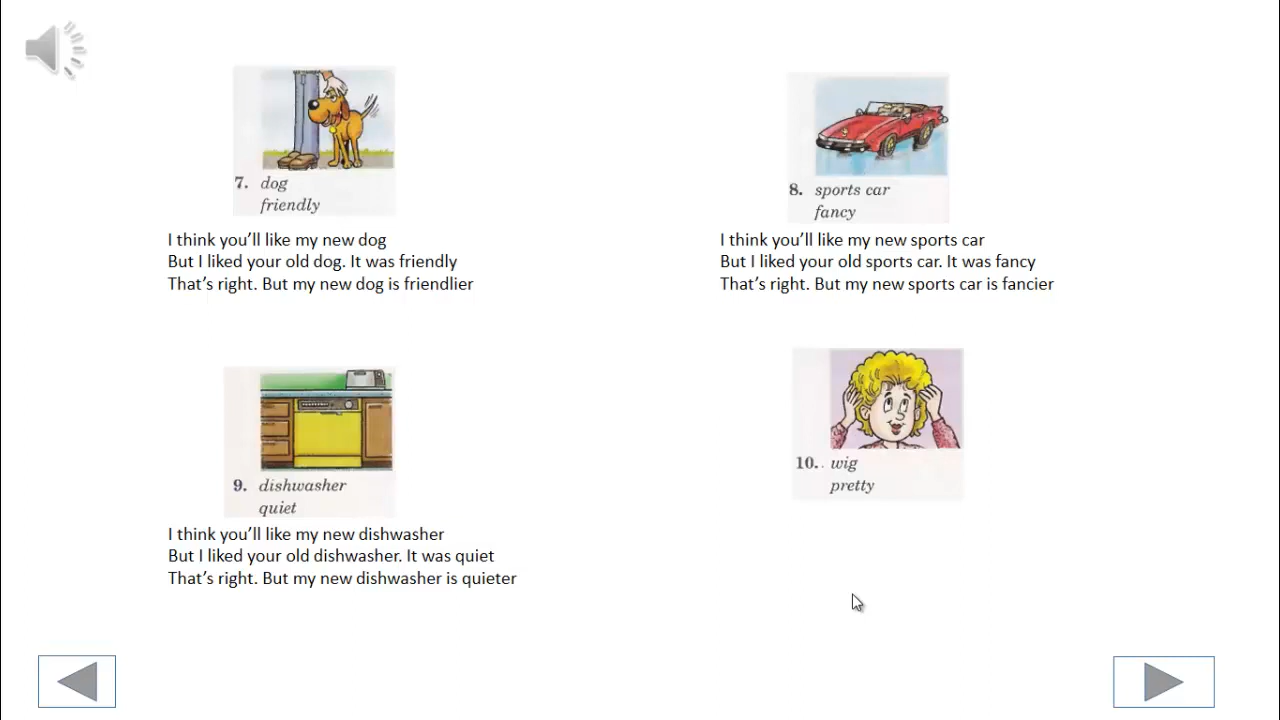 7. dog
friendly
I think you'll like my new dog
But I liked your old dog. It was friendly
That's right. But my new dog is friendlier
8. sports car
fancy
I think you'll like my new sports car
But I liked your old sports car. It was fancy
That's right. But my new sports car is fancier
9. dishwasher
quiet
I think you'll like my new dishwasher
But I liked your old dishwasher. It was quiet
That's right. But my new dishwasher is quieter
10. . wig
pretty